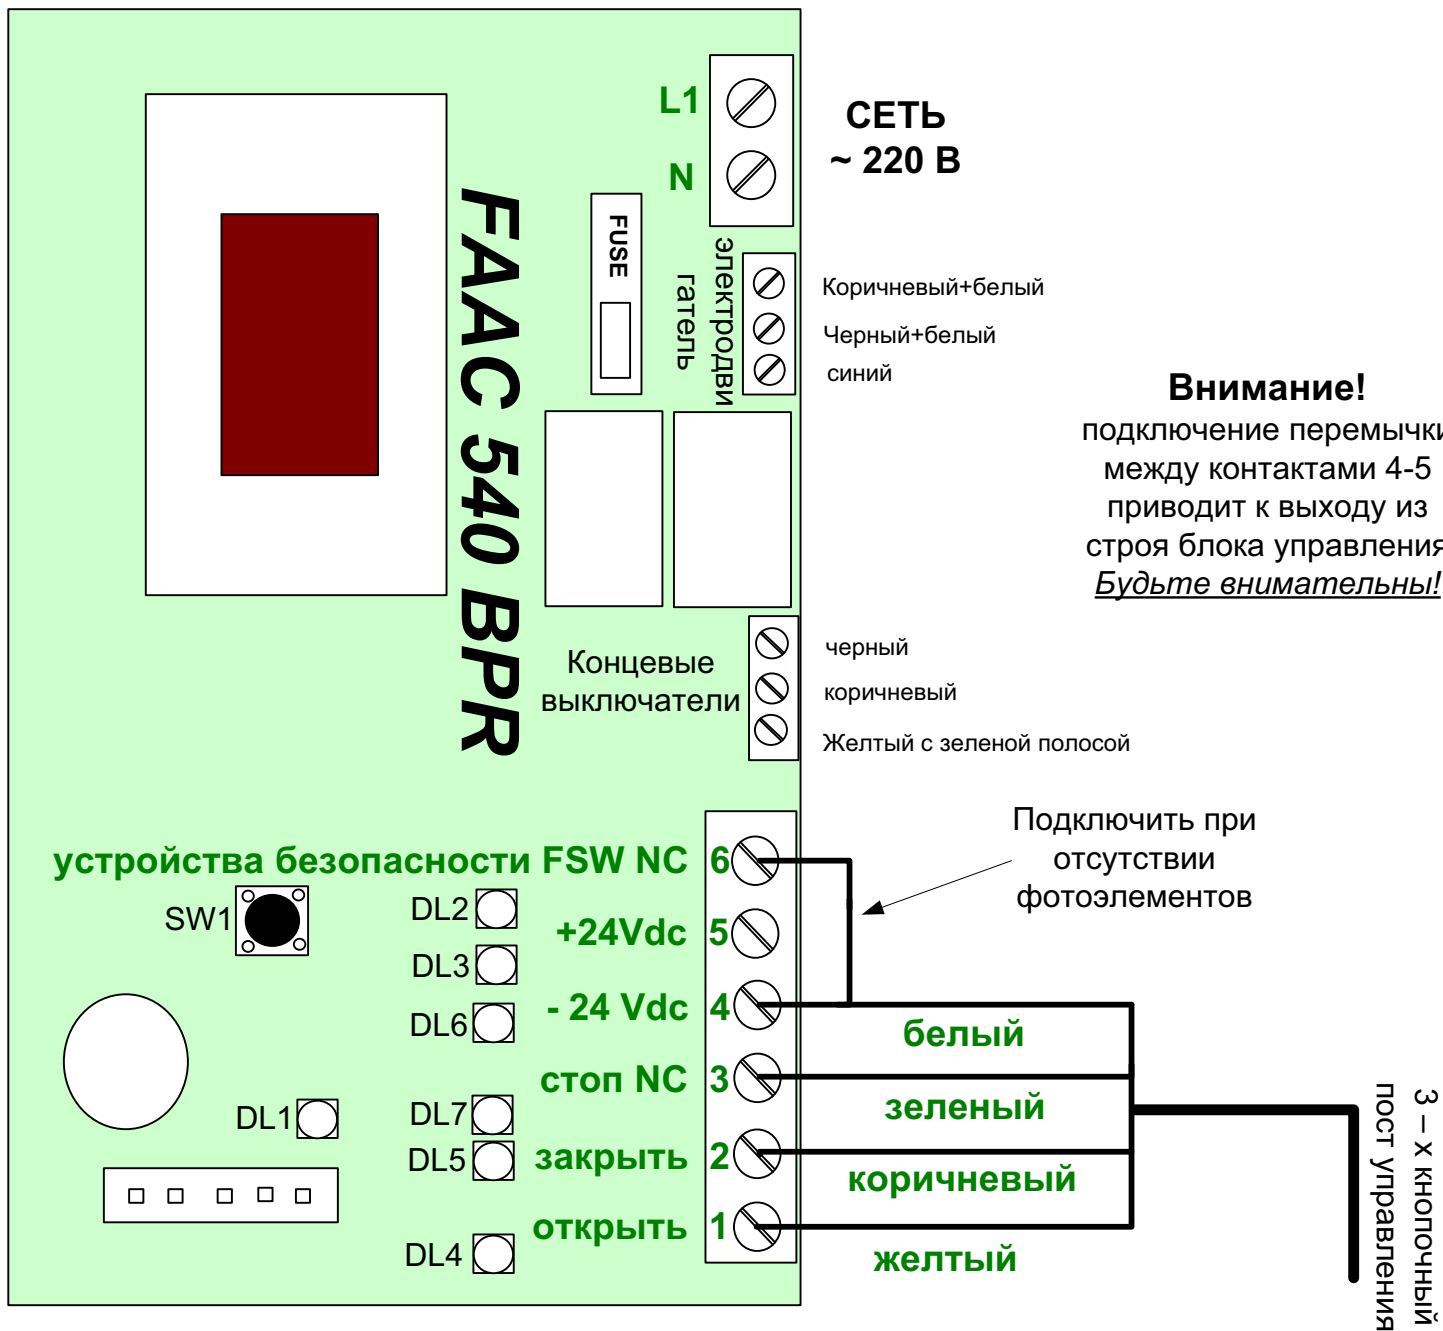 L1
N
СЕТЬ
~ 220 В
FUSE
FAAC 540 BPR
электродви
гатель
Коричневый+белый
Черный+белый
синий
Внимание!
подключение перемычки
между контактами 4-5
приводит к выходу из
строя блока управления
Будьте внимательны!
Концевые
выключатели
черный
коричневый
Желтый с зеленой полосой
Подключить при
отсутствии
фотоэлементов
устройства безопасности FSW NC 6
SW1
DL2
+24Vdc 5
DL3
- 24 Vdc 4
DL6
белый
стоп NC 3
зеленый
DL1
DL7
DL5
закрыть 2
коричневый
открыть 1
DL4
желтый
3 – х кнопочный
пост управления